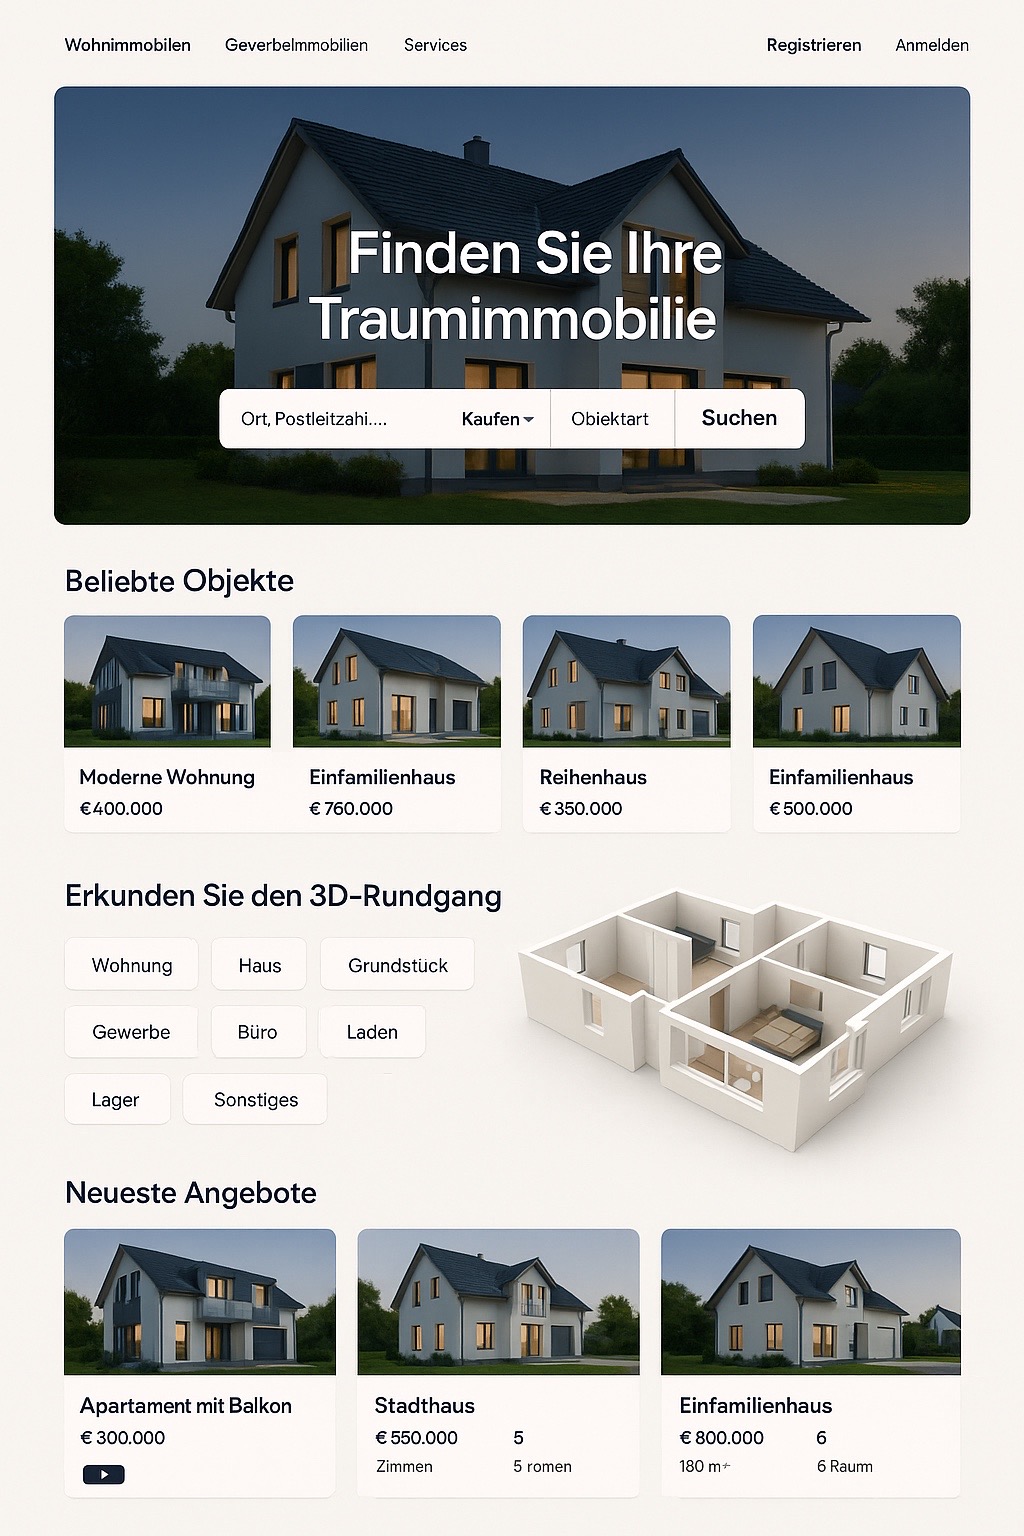 Wohnimmobilen Geverbelmmobilien Services Registrieren Anmelden
Finden Sie Ihre
Traumimmobilie
Ort, Postleitzahi.... Kaufen Obiektart Suchen
Beliebte Objekte
Moderne Wohnung Einfamilienhaus Reihenhaus Einfamilienhaus
€400.000 € 760.000 € 350.000 € 500.000
Erkunden Sie den 3D-Rundgang
Wohnung Haus Grundstück
Gewerbe Büro Laden
Lager Sonstiges
Neueste Angebote
Apartament mit Balkon Stadthaus Einfamilienhaus
€ 300.000 € 550.000 5 € 800.000 6
Zimmen 5 romen 180 m 6 Raum